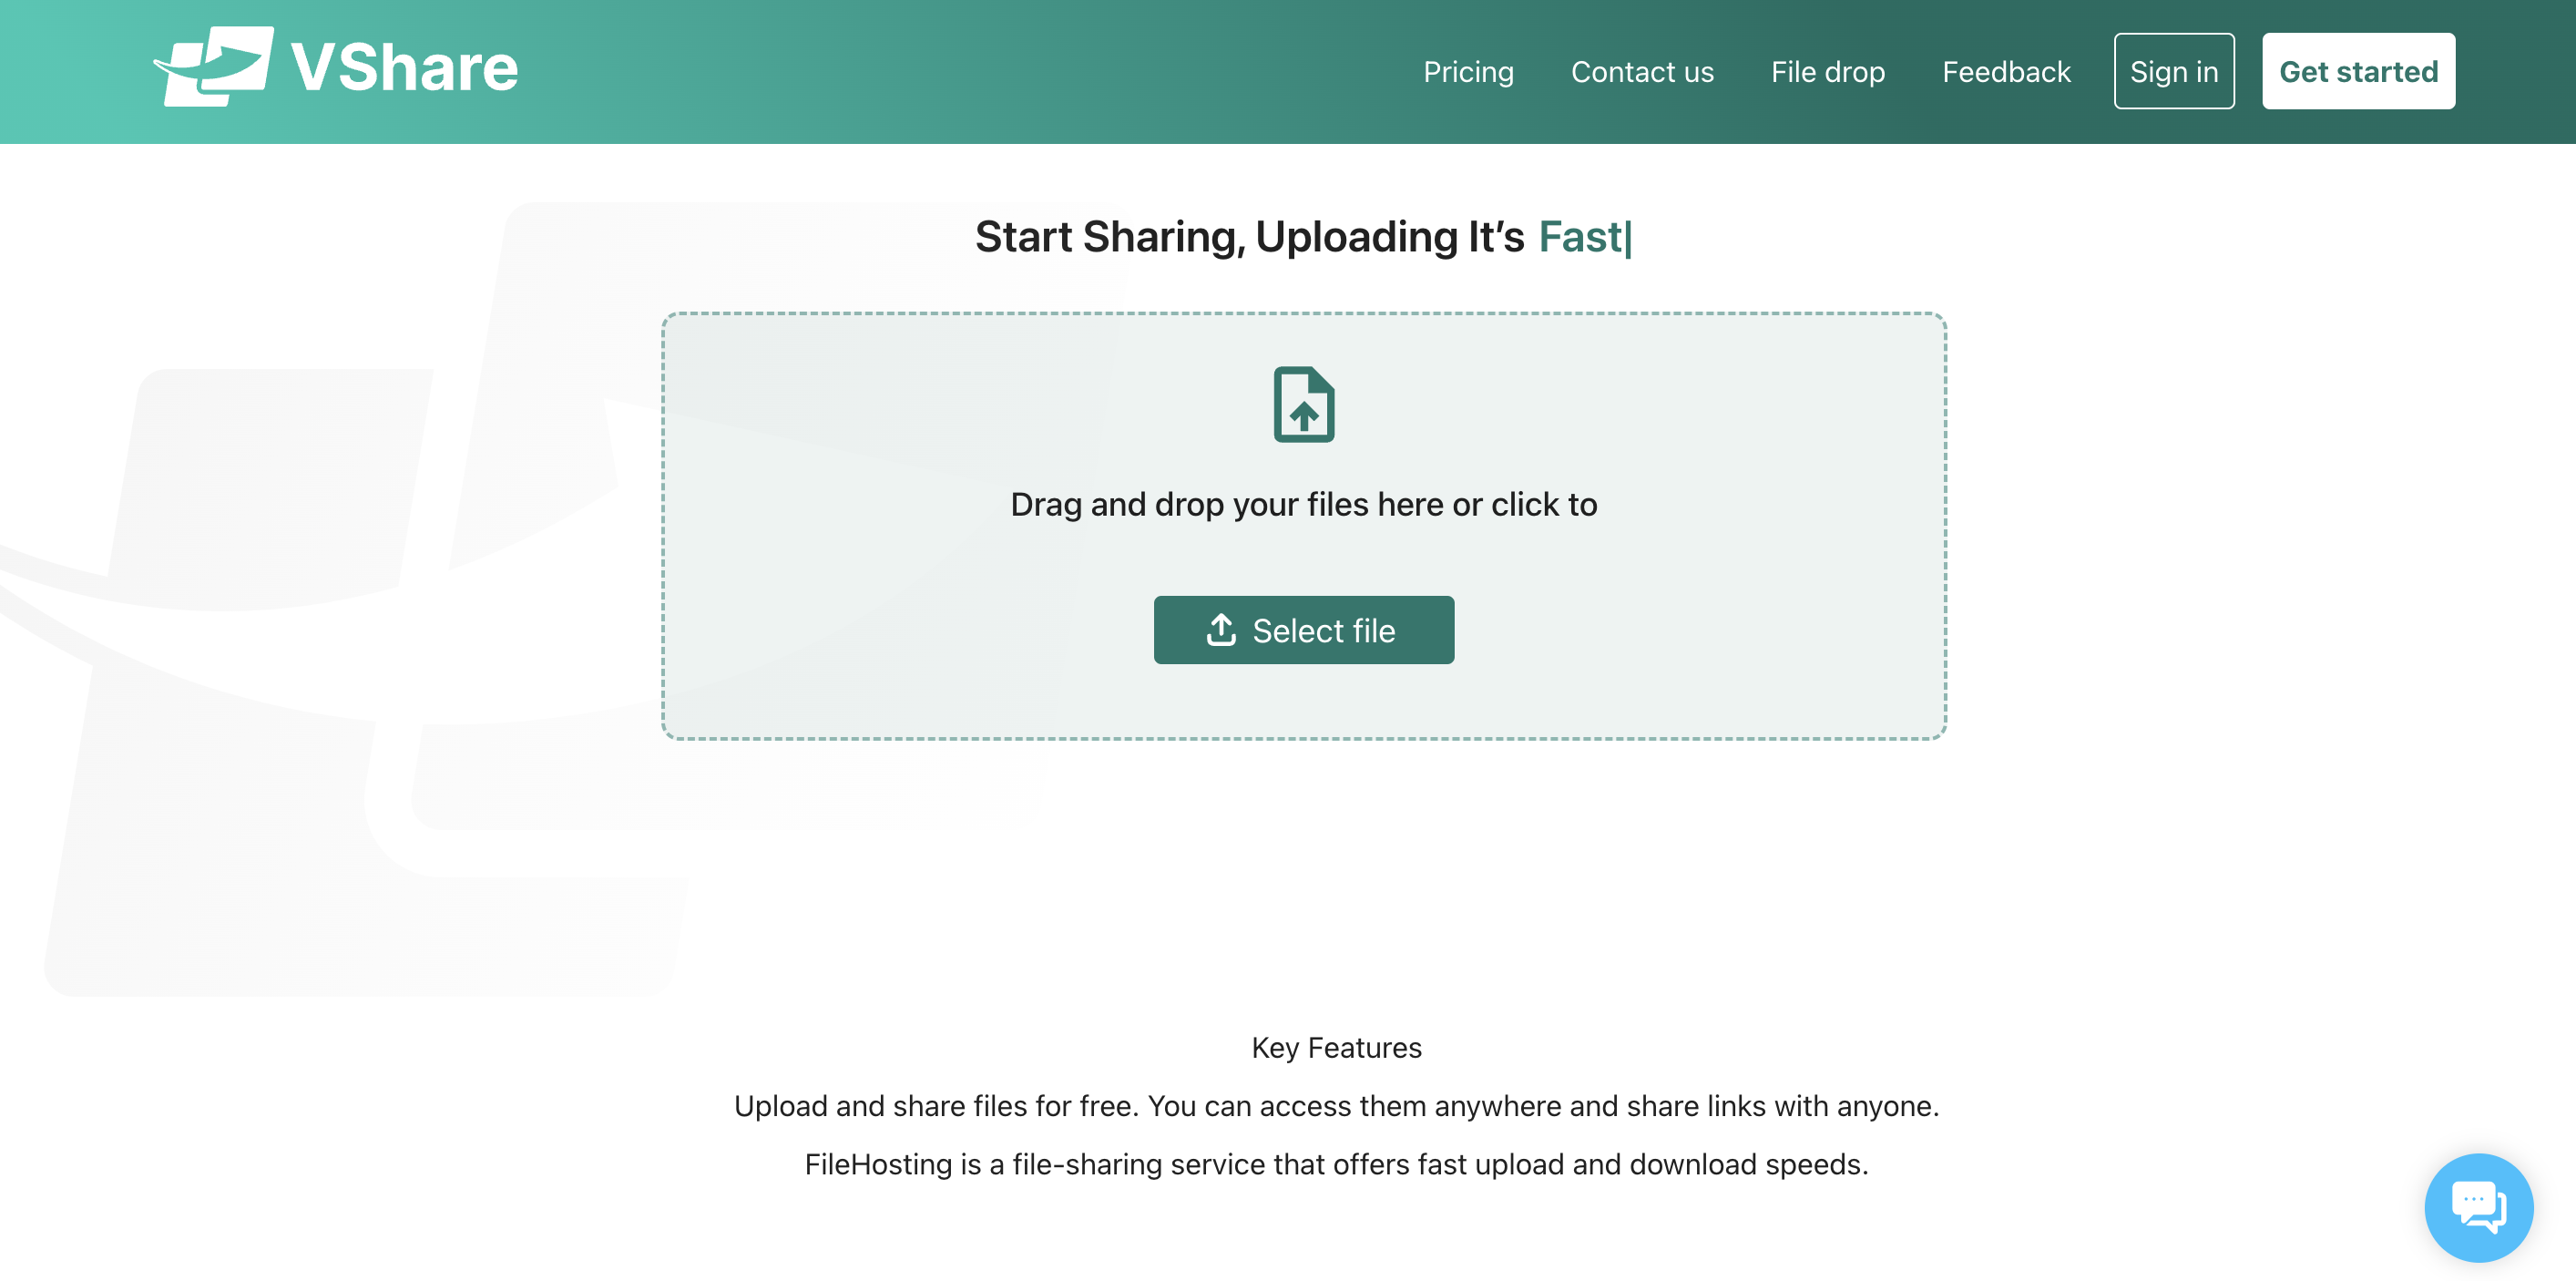 VShare
Pricing
Contact us
File drop
Feedback
Sign in
Get started
Start Sharing, Uploading It’s Fast|
Drag and drop your files here or click to
Select file
Key Features
Upload and share files for free. You can access them anywhere and share links with anyone.
FileHosting is a file-sharing service that offers fast upload and download speeds.